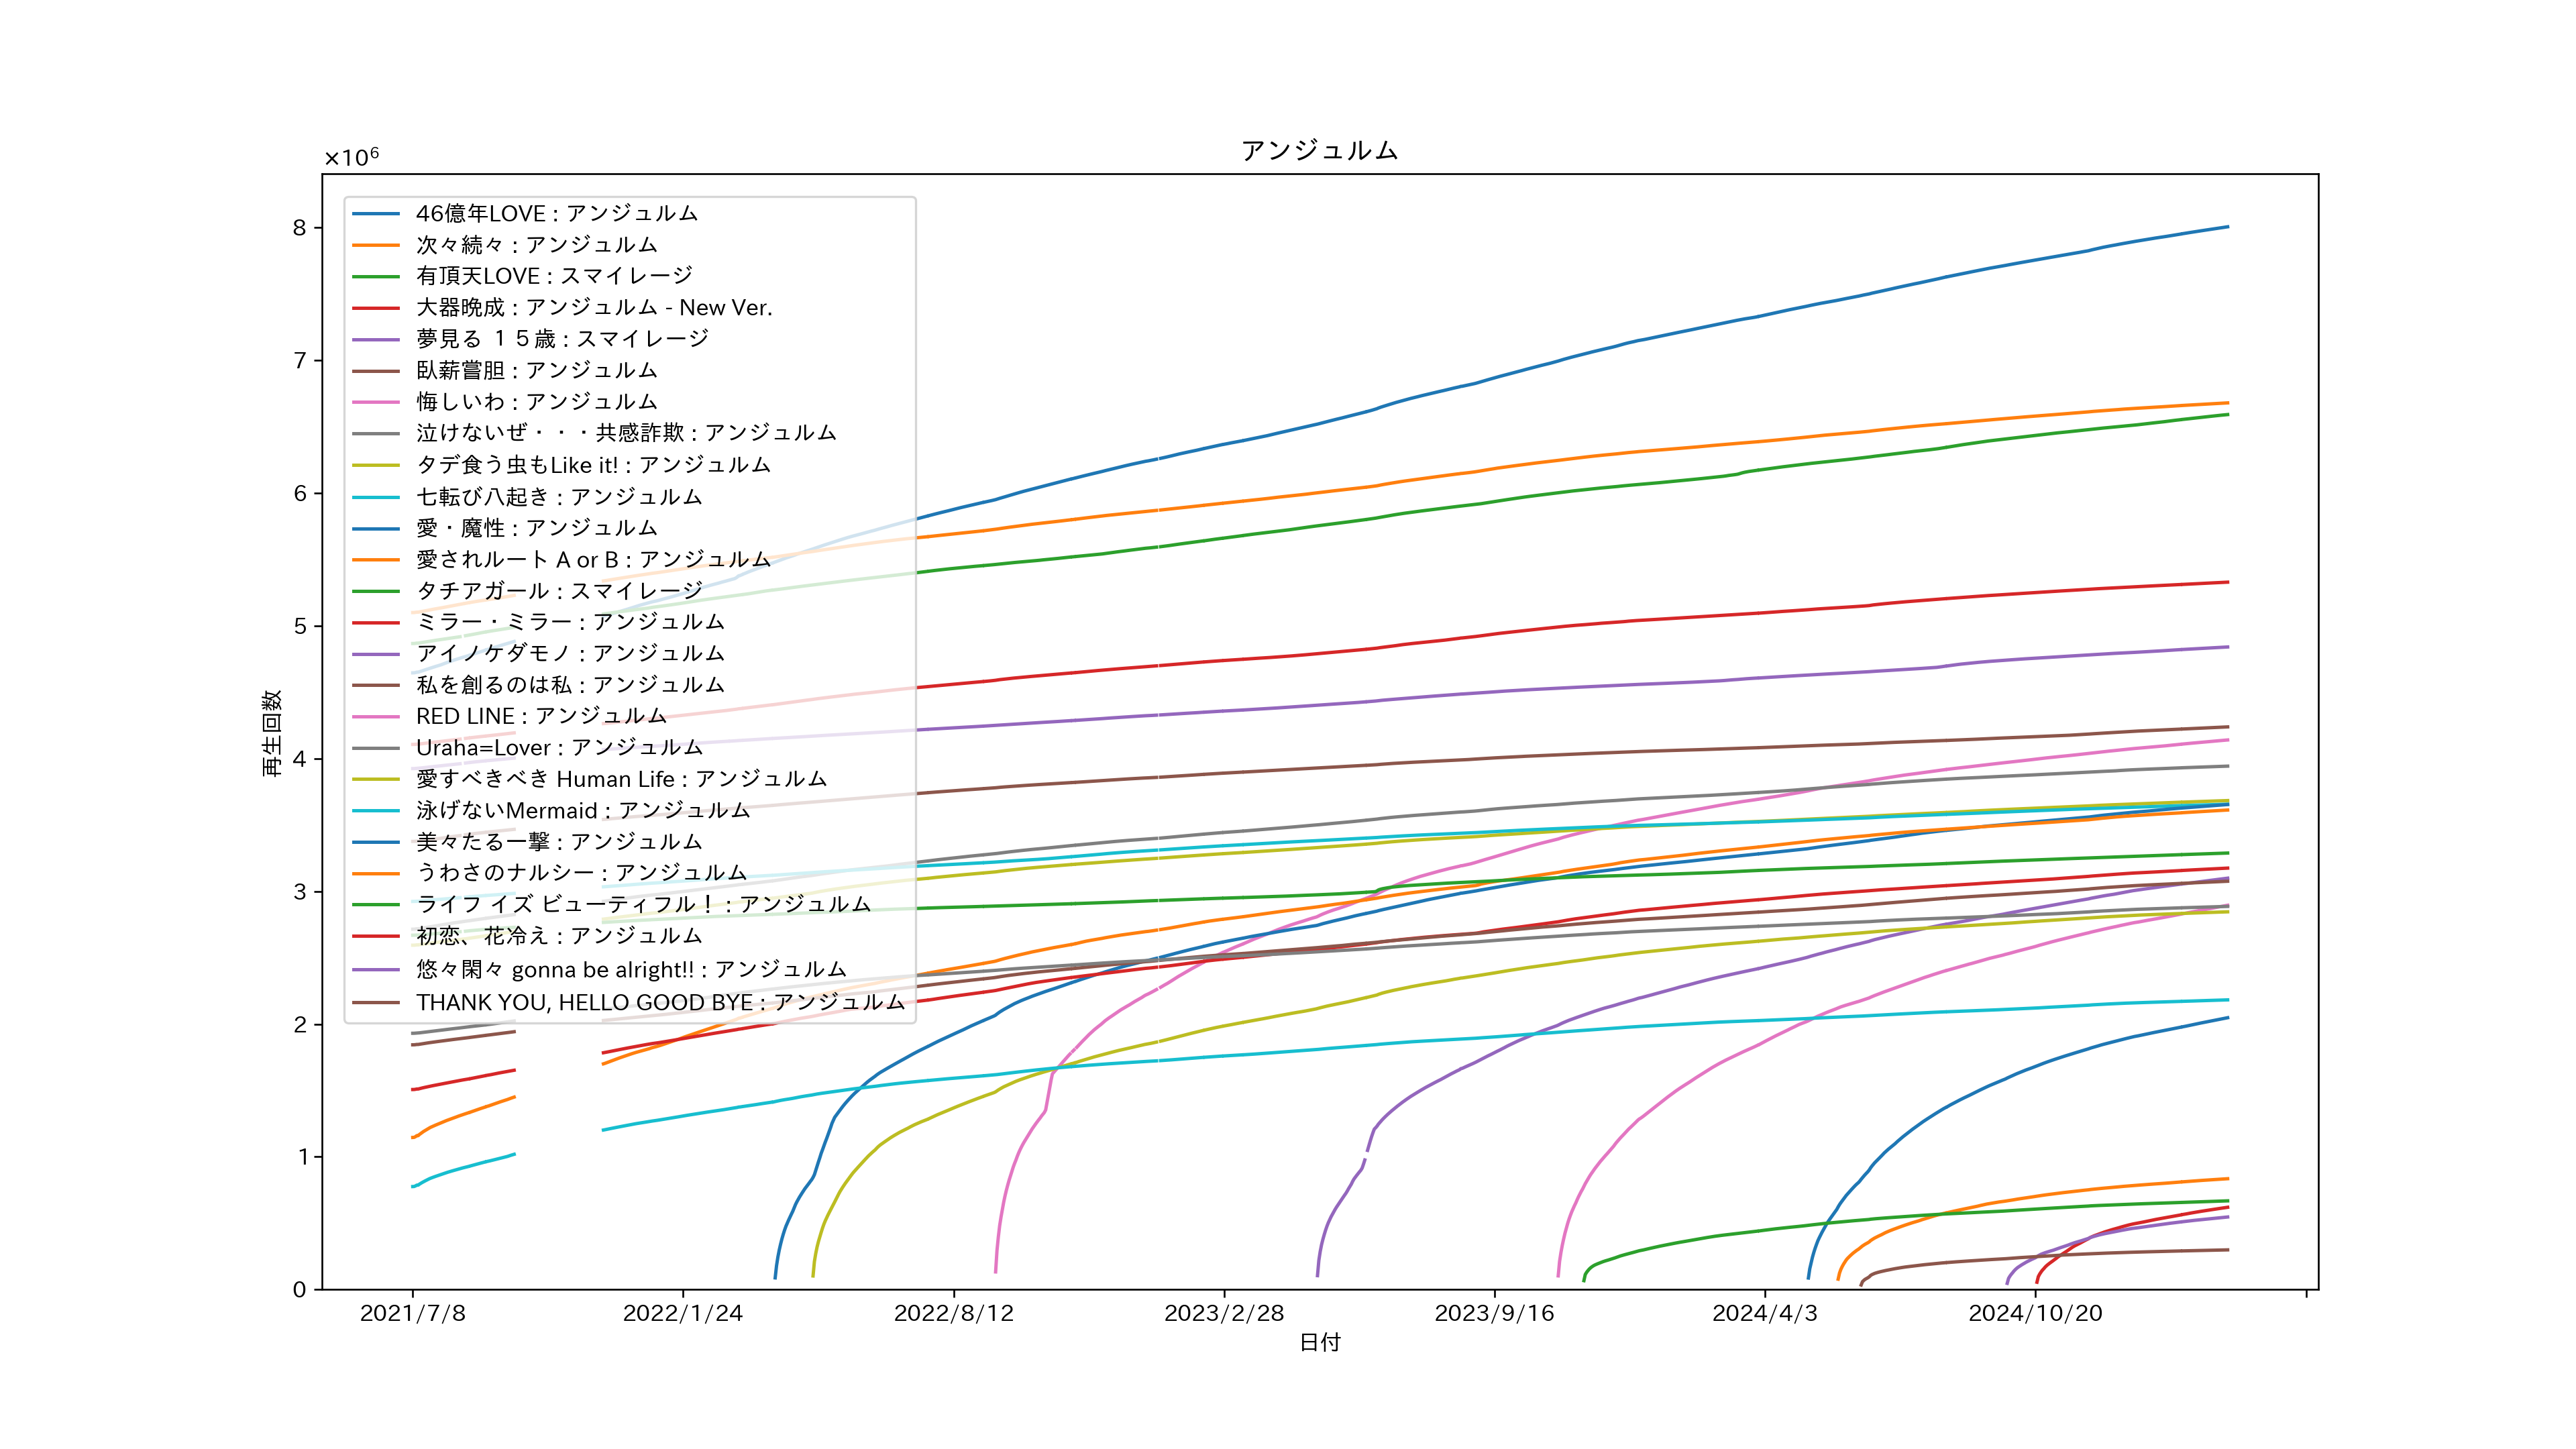 アンジュルム
×10⁶
8
7
6
5
4
3
2
1
0
再生回数
46億年LOVE : アンジュルム
次々続々 : アンジュルム
有頂天LOVE : スマイレージ
大器晩成 : アンジュルム - New Ver.
夢見る １５歳 : スマイレージ
臥薪嘗胆 : アンジュルム
悔しいわ : アンジュルム
泣けないぜ・・・共感詐欺 : アンジュルム
タデ食う虫もLike it! : アンジュルム
七転び八起き : アンジュルム
愛・魔性 : アンジュルム
愛されルート A or B : アンジュルム
タチアガール : スマイレージ
ミラー・ミラー : アンジュルム
アイノケダモノ : アンジュルム
私を創るのは私 : アンジュルム
RED LINE : アンジュルム
Uraha=Lover : アンジュルム
愛すべきべき Human Life : アンジュルム
泳げないMermaid : アンジュルム
美々たる一撃 : アンジュルム
うわさのナルシー : アンジュルム
ライフ イズ ビューティフル！ : アンジュルム
初恋、花冷え : アンジュルム
悠々閑々 gonna be alright!! : アンジュルム
THANK YOU, HELLO GOOD BYE : アンジュルム
2021/7/8 2022/1/24 2022/8/12 2023/2/28 2023/9/16 2024/4/3 2024/10/20
日付